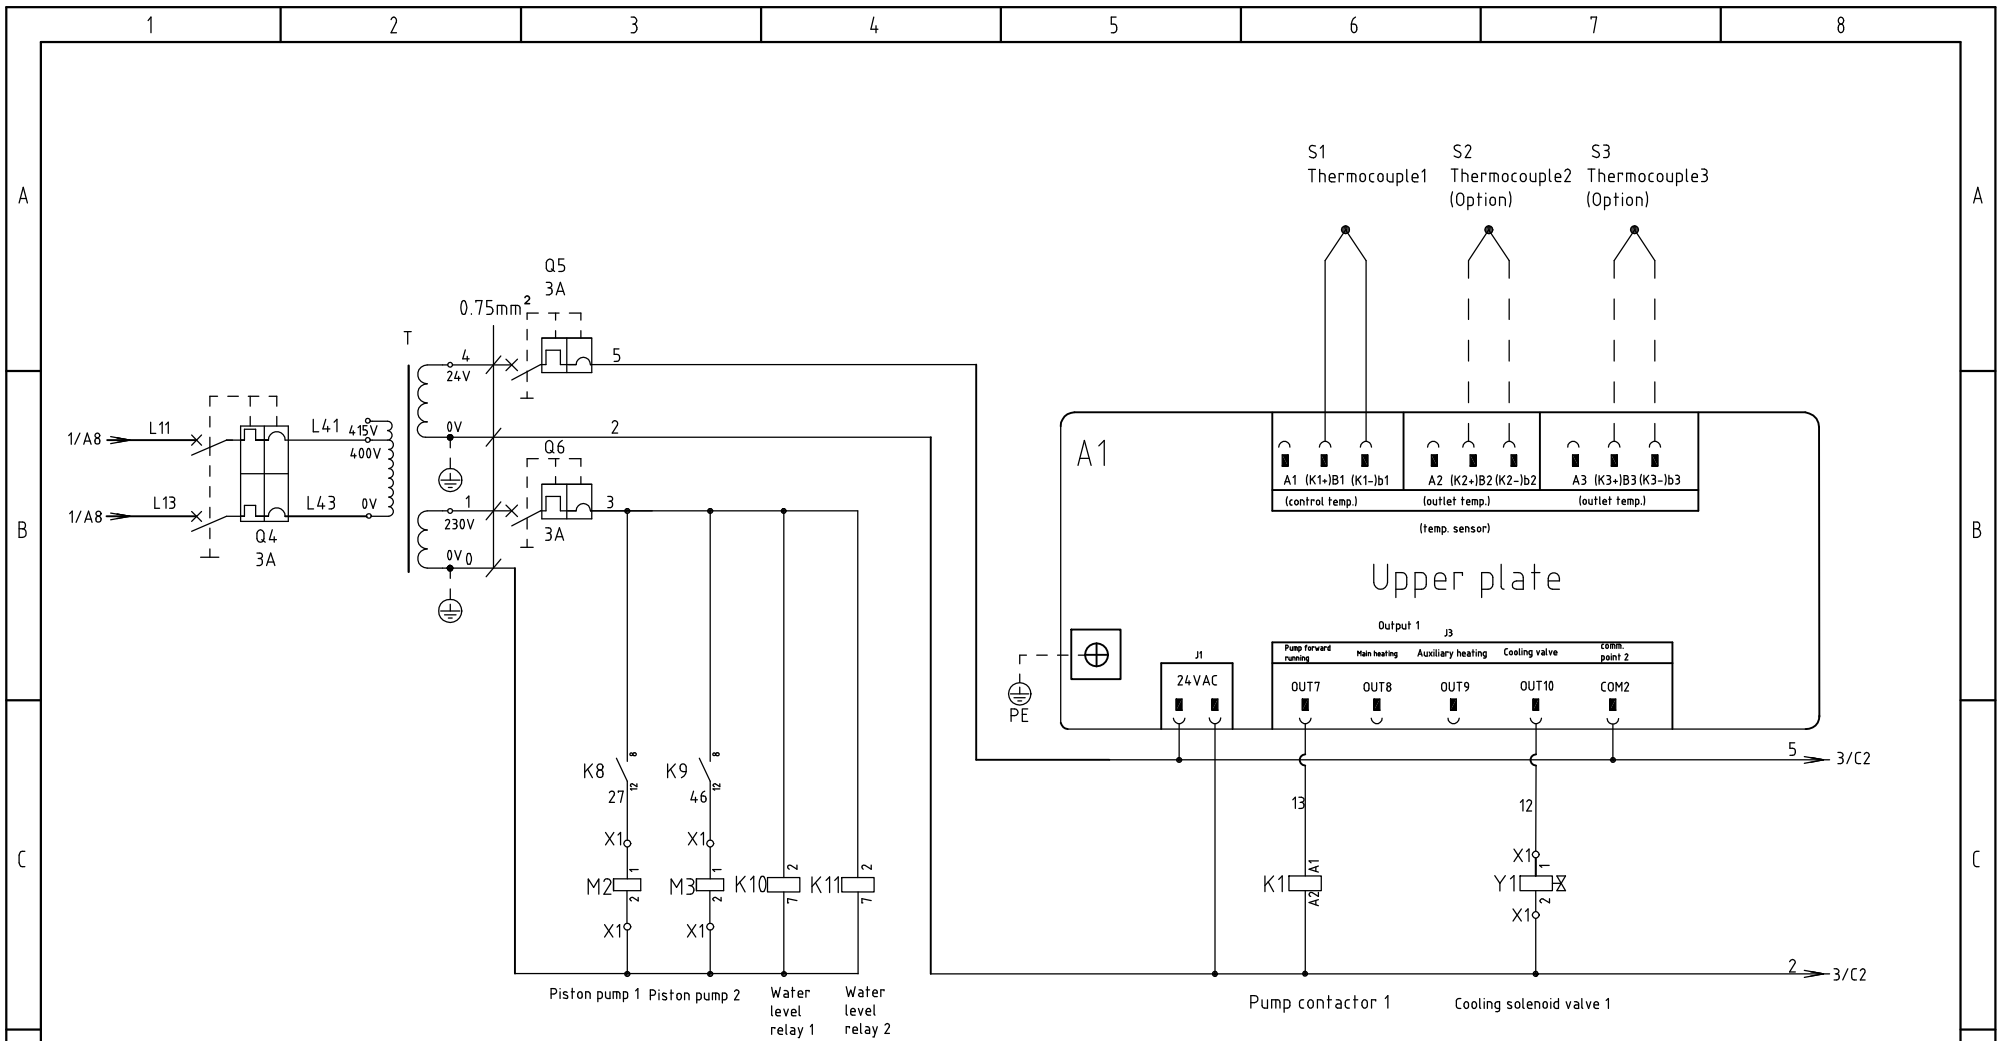 1 2 3 4 5 6 7 8
A
A
S1
Thermocouple1
S2
Thermocouple2
(Option)
S3
Thermocouple3
(Option)
Q5
3A
0.75mm²
T
4
24V
5
0V
2
1/A8
L11
L41
415V
400V
1/A8
L13
L43
0V
Q4
3A
Q6
3A
1
230V
3
0V
0
B
B
A1
A1 (K1+)B1 (K1-)b1
A2 (K2+)B2 (K2-)b2
A3 (K3+)B3 (K3-)b3
(control temp.)
(outlet temp.)
(outlet temp.)
(temp. sensor)
Upper plate
Output 1
J3
Pump forward
running
Main heating
Auxiliary heating
Cooling valve
comm.
point 2
OUT7
OUT8
OUT9
OUT10
COM2
J1
24VAC
PE
5
3/C2
K8
8
12
27
K9
8
12
46
X1
X1
M2
1
2
M3
1
2
K10
2
7
K11
2
7
X1
X1
13
K1
A1
A2
12
X1
Y1
1
2
X1
C
C
2
3/C2
Piston pump 1
Piston pump 2
Water
level
relay 1
Water
level
relay 2
Pump contactor 1
Cooling solenoid valve 1